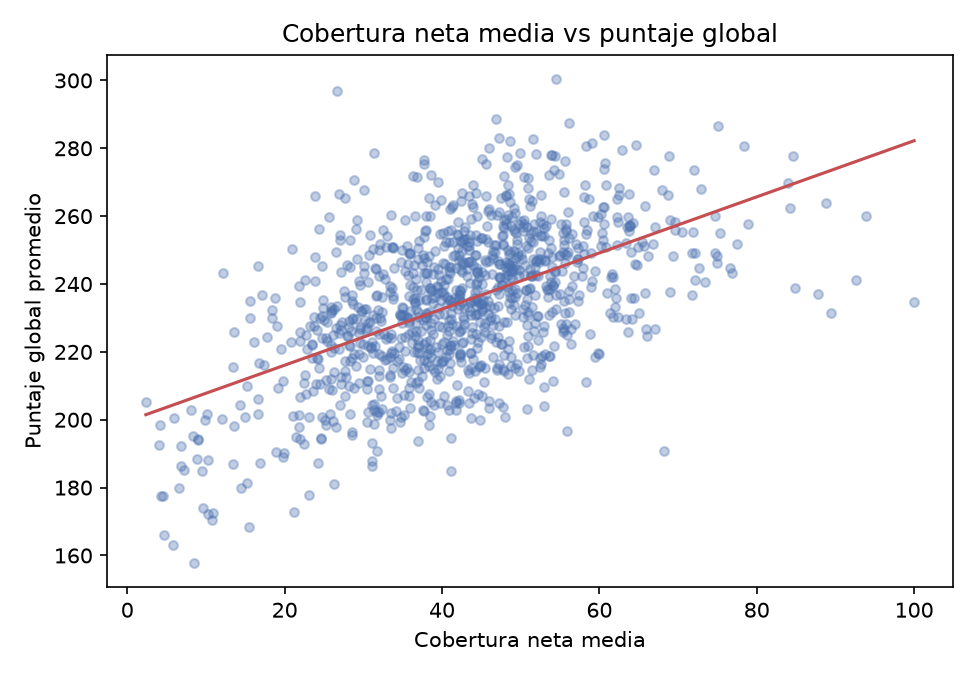 Cobertura neta media vs puntaje global
300
280
260
240
220
200
180
160
Puntaje global promedio
0 20 40 60 80 100
Cobertura neta media